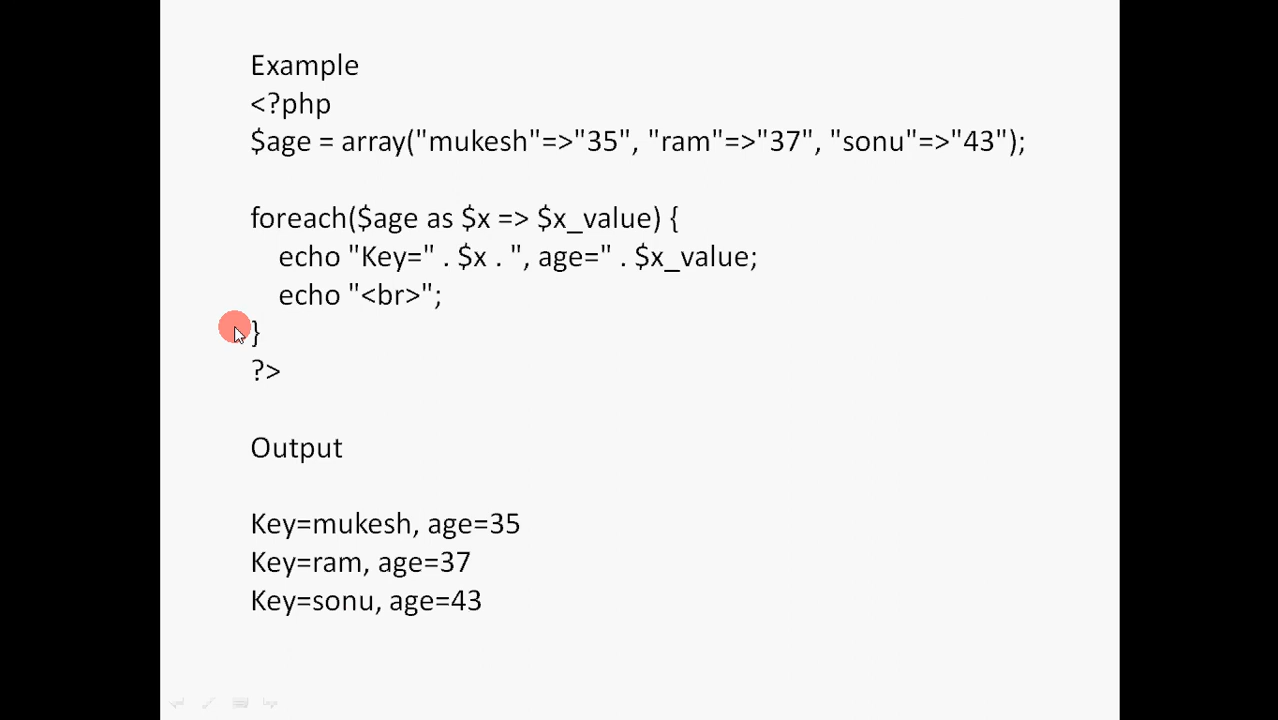 Example
<?php
$age = array("mukesh"=>"35", "ram"=>"37", "sonu"=>"43");
foreach($age as $x => $x_value) {
echo "Key=" . $x . ", age=" . $x_value;
echo "<br>";
}
?>
Output
Key=mukesh, age=35
Key=ram, age=37
Key=sonu, age=43